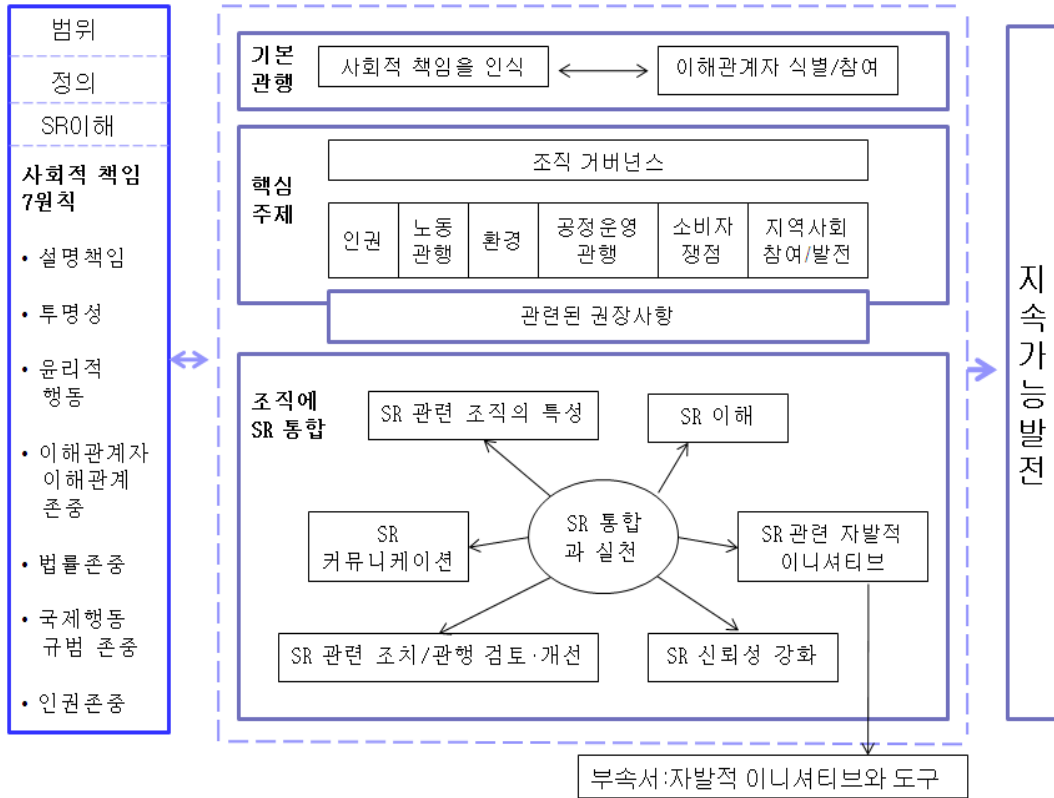 범위
정의
SR이해
사회적 책임
7원칙
• 설명책임
• 투명성
• 윤리적
행동
• 이해관계자
이해관계
존중
• 법률존중
• 국제행동
규범 존중
• 인권존중
기본
관행
사회적 책임을 인식
이해관계자 식별/참여
핵심
주제
조직 거버넌스
인권
노동
관행
환경
공정운영
관행
소비자
쟁점
지역사회
참여/발전
관련된 권장사항
조직에
SR 통합
SR 관련 조직의 특성
SR 이해
SR
커뮤니케이션
SR 통합
과 실천
SR 관련 자발적
이니셔티브
SR 관련 조치/관행 검토·개선
SR 신뢰성 강화
부속서:자발적 이니셔티브와 도구
지
속
가
능
발
전